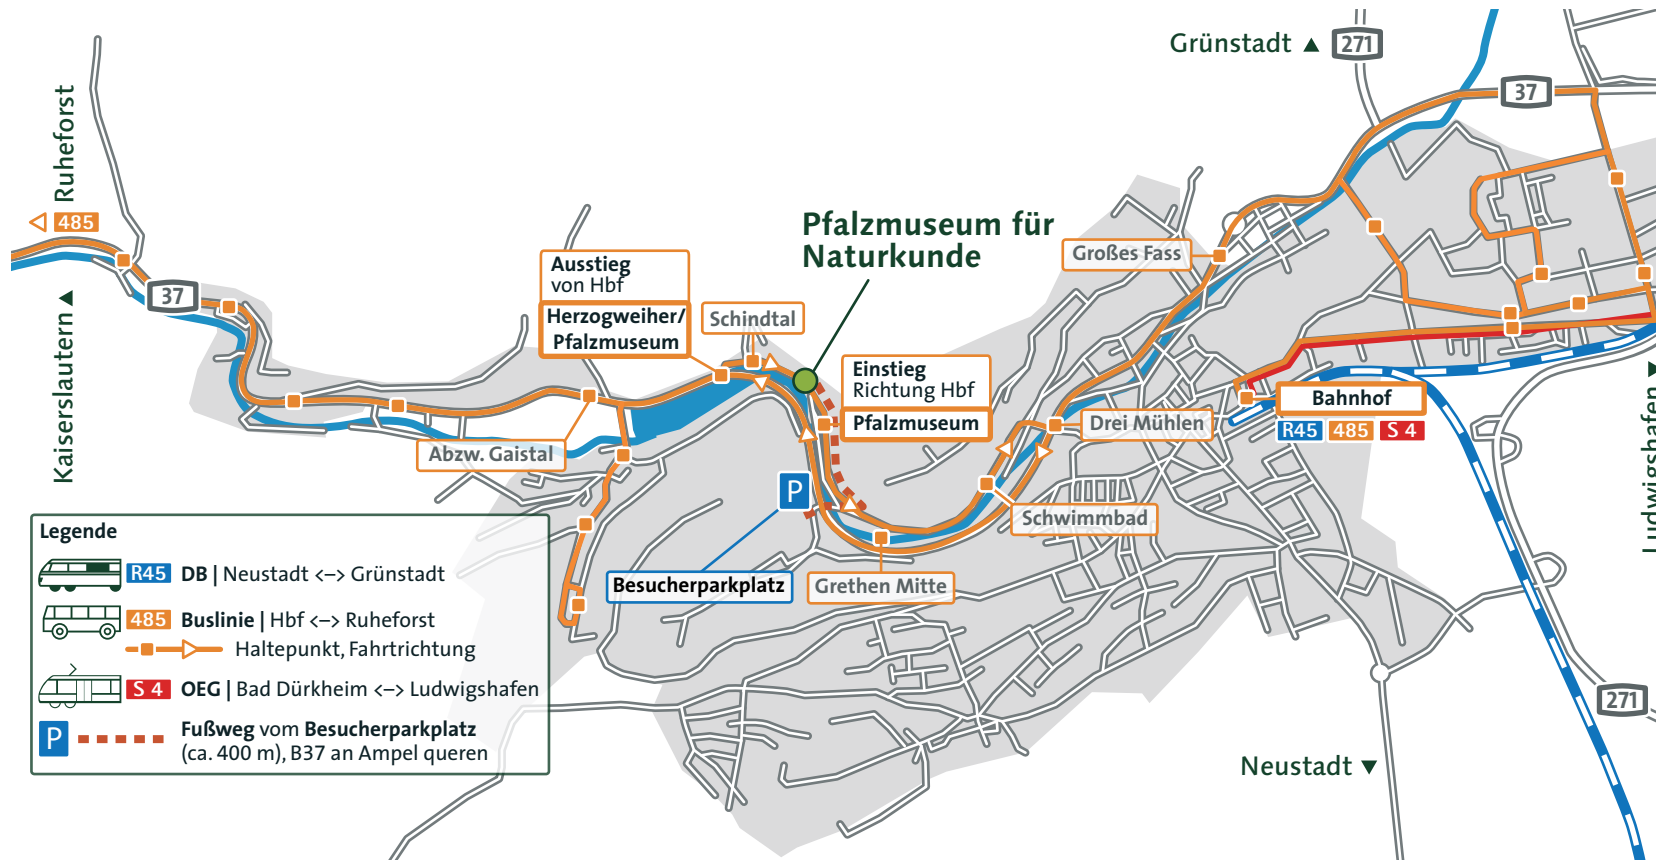 Grünstadt ▲
271
37
Ruheforst
485
Kaiserslautern ▲
37
Pfalzmuseum für
Naturkunde
Großes Fass
Ausstieg
von Hbf
Herzogweiher/
Pfalzmuseum
Schindtal
Einstieg
Richtung Hbf
Pfalzmuseum
Drei Mühlen
Bahnhof
R45 485 S 4
Ludwigshafen ▼
Abzw. Gaistal
P
Schwimmbad
Besucherparkplatz
Grethen Mitte
271
Neustadt ▼
Legende
R45 DB | Neustadt <–> Grünstadt
485 Buslinie | Hbf <–> Ruheforst
Haltepunkt, Fahrtrichtung
S 4 OEG | Bad Dürkheim <–> Ludwigshafen
P Fußweg vom Besucherparkplatz
(ca. 400 m), B37 an Ampel queren